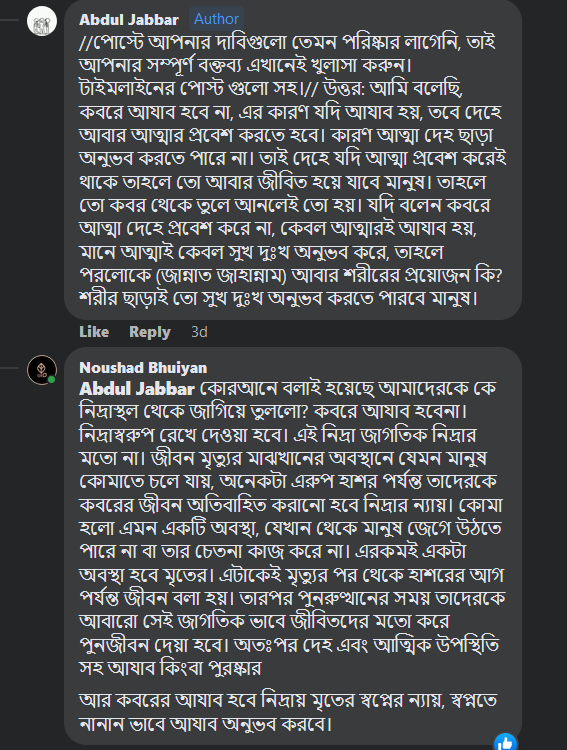 Abdul Jabbar Author
//পোস্টে আপনার দাবিগুলো তেমন পরিষ্কার লাগেনি, তাই
আপনার সম্পূর্ণ বক্তব্য এখানেই খুলাসা করুন।
টাইমলাইনের পোস্ট গুলো সহ।// উত্তর: আমি বলেছি,
কবরে আযাব হবে না, এর কারণ যদি আযাব হয়, তবে দেহে
আবার আত্মার প্রবেশ করতে হবে। কারণ আত্মা দেহ ছাড়া
অনুভব করতে পারে না। তাই দেহে যদি আত্মা প্রবেশ করেই
থাকে তাহলে তো আবার জীবিত হয়ে যাবে মানুষ। তাহলে
তো কবর থেকে তুলে আনলেই তো হয়। যদি বলেন কবরে
আত্মা দেহে প্রবেশ করে না, কেবল আত্মারই আযাব হয়,
মানে আত্মাই কেবল সুখ দুঃখ অনুভব করে, তাহলে
পরলোকে (জান্নাত জাহান্নাম) আবার শরীরের প্রয়োজন কি?
শরীর ছাড়াই তো সুখ দুঃখ অনুভব করতে পারবে মানুষ।
Like Reply 3d
Noushad Bhuiyan
Abdul Jabbar কোরআনে বলাই হয়েছে আমাদেরকে কে
নিদ্রাস্থল থেকে জাগিয়ে তুললো? কবরে আযাব হবেনা।
নিদ্রাস্বরুপ রেখে দেওয়া হবে। এই নিদ্রা জাগতিক নিদ্রার
মতো না। জীবন মৃত্যুর মাঝখানের অবস্থানে যেমন মানুষ
কোমাতে চলে যায়, অনেকটা এরুপ হাশর পর্যন্ত তাদেরকে
কবরের জীবন অতিবাহিত করানো হবে নিদ্রার ন্যায়। কোমা
হলো এমন একটি অবস্থা, যেখান থেকে মানুষ জেগে উঠতে
পারে না বা তার চেতনা কাজ করে না। এরকমই একটা
অবস্থা হবে মৃতের। এটাকেই মৃত্যুর পর থেকে হাশরের আগ
পর্যন্ত জীবন বলা হয়। তারপর পুনরুত্থানের সময় তাদেরকে
আবারো সেই জাগতিক ভাবে জীবিতদের মতো করে
পুনর্জীবন দেয়া হবে। অতঃপর দেহ এবং আত্মিক উপস্থিতি
সহ আযাব কিংবা পুরষ্কার
আর কবরের আযাব হবে নিদ্রায় মৃতের স্বপ্নের ন্যায়, স্বপ্নতে
নানান ভাবে আযাব অনুভব করবে।